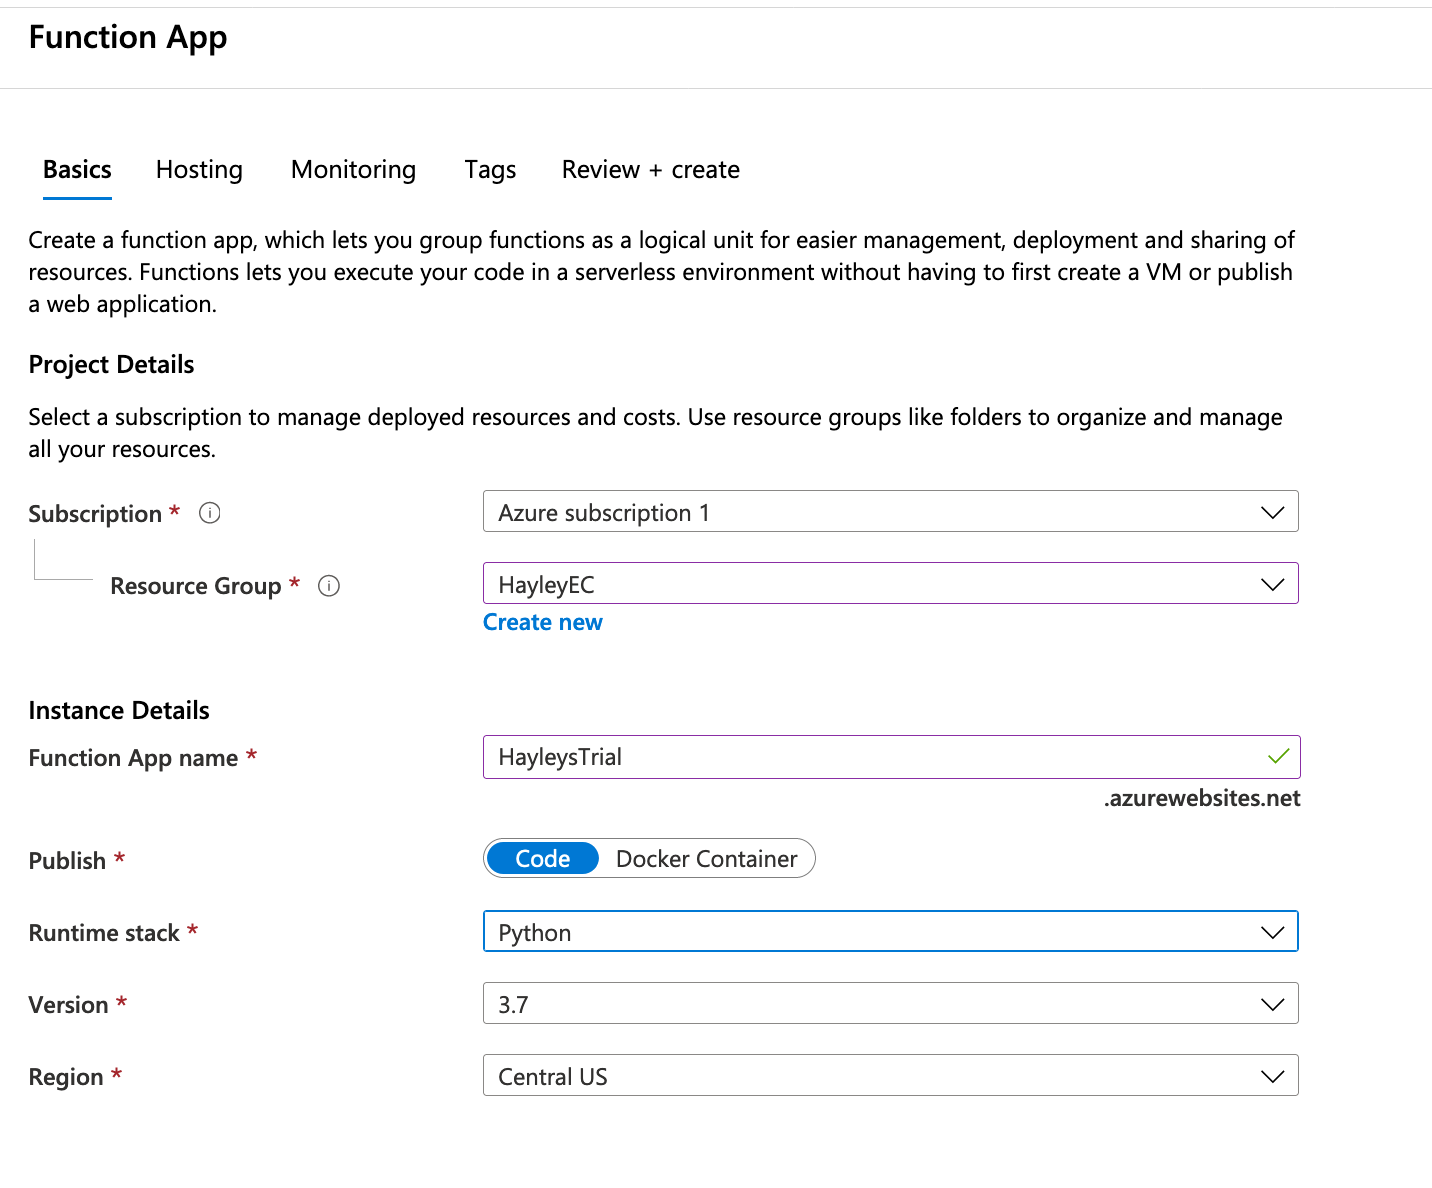 Function App
Basics
Hosting
Monitoring
Tags
Review + create
Create a function app, which lets you group functions as a logical unit for easier management, deployment and sharing of
resources. Functions lets you execute your code in a serverless environment without having to first create a VM or publish
a web application.
Project Details
Select a subscription to manage deployed resources and costs. Use resource groups like folders to organize and manage
all your resources.
Subscription *
Azure subscription 1
Resource Group *
HayleyEC
Create new
Instance Details
Function App name *
HayleysTrial
.azurewebsites.net
Publish *
Code
Docker Container
Runtime stack *
Python
Version *
3.7
Region *
Central US